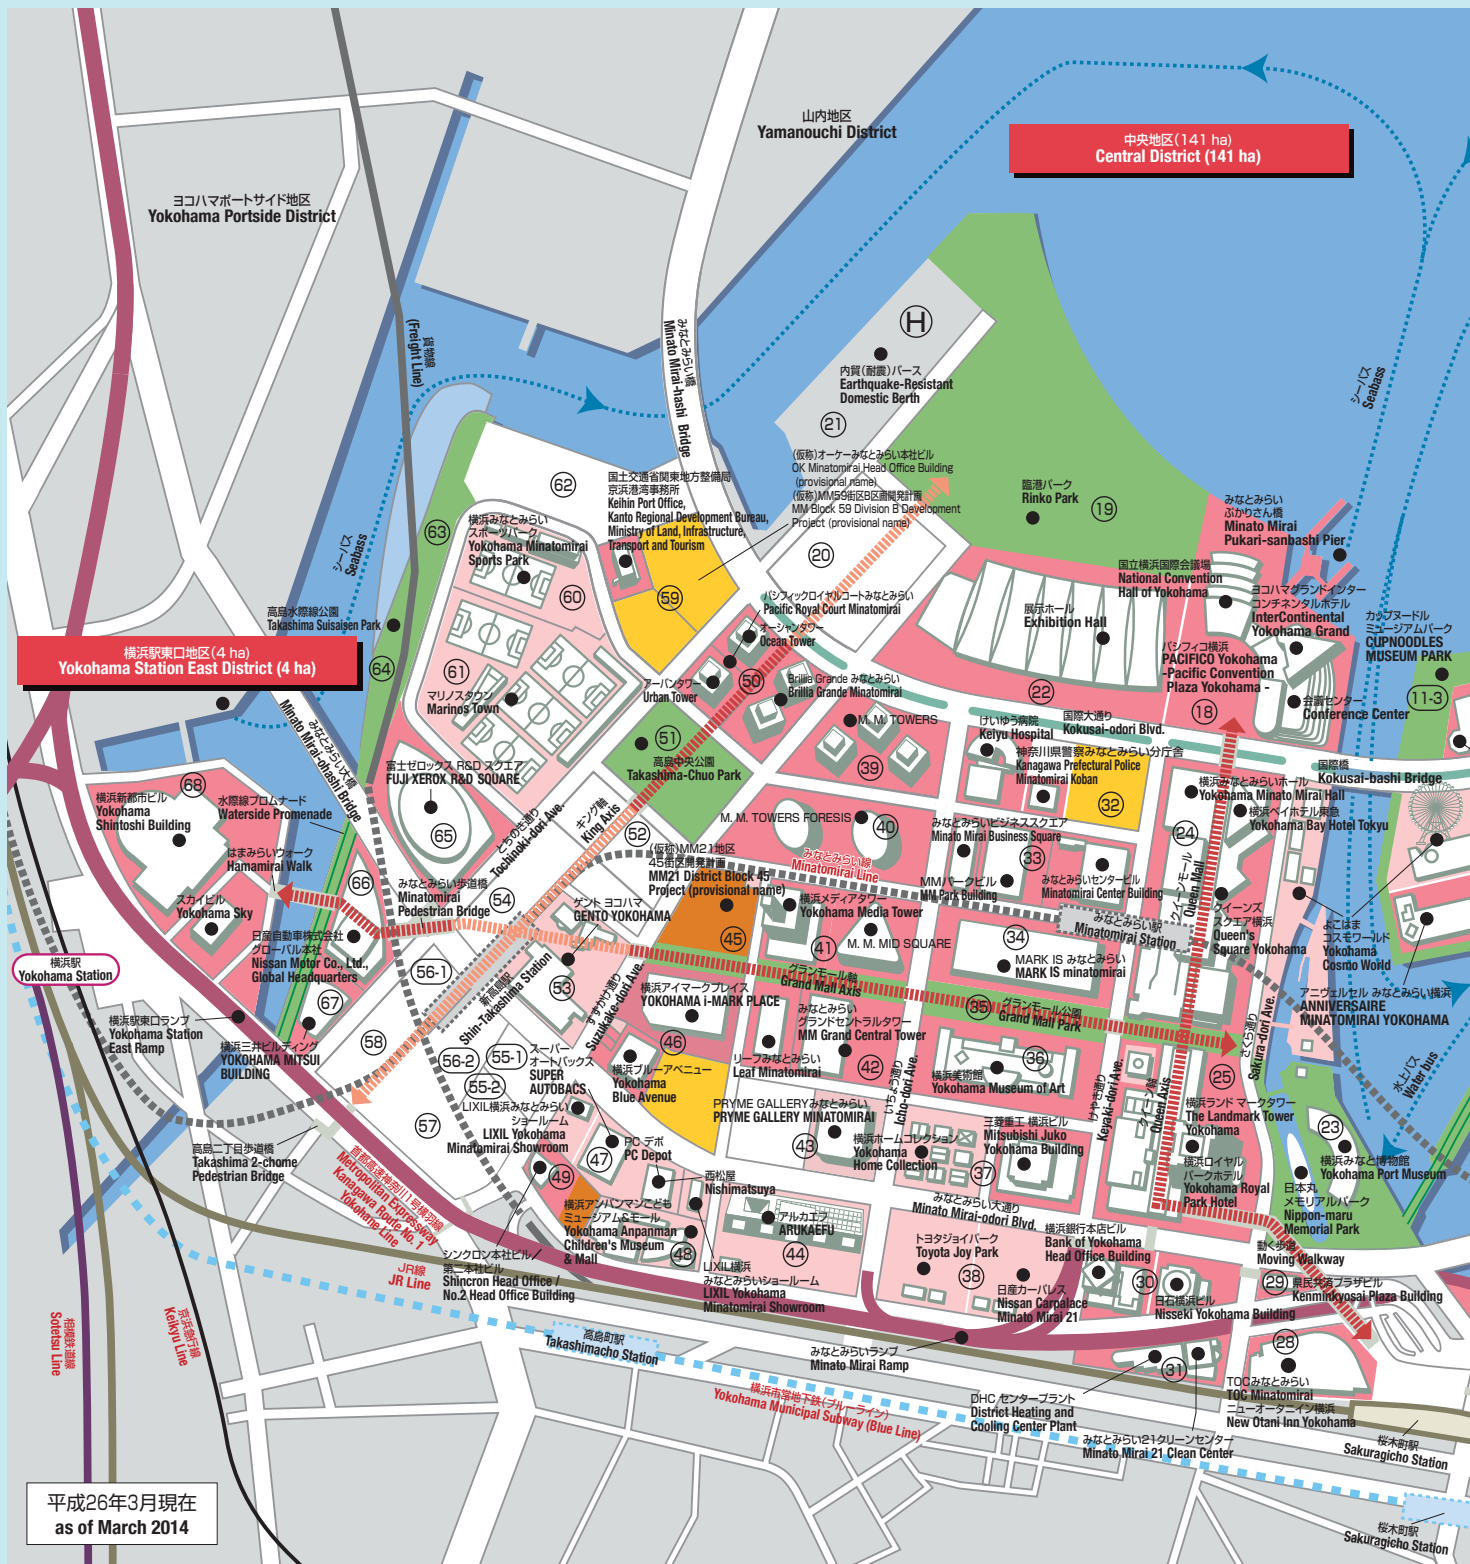 山内地区
Yamanouchi District
中央地区(141 ha)
Central District (141 ha)
ヨコハマポートサイド地区
Yokohama Portside District
貨物線
(Freight Line)
みなとみらい橋
Minato Mirai-hashi Bridge
シーバス
Seabass
シーバス
Seabass
H
内貿(耐震)バース
Earthquake-Resistant
Domestic Berth
21
(仮称)オーケーみなとみらい本社ビル
OK Minatomirai Head Office Building
(provisional name)
(仮称)MM59街区B区画開発計画
MM Block 59 Division B Development
Project (provisional name)
国土交通省関東地方整備局
京浜港湾事務所
Keihin Port Office,
Kanto Regional Development Bureau,
Ministry of Land, Infrastructure,
Transport and Tourism
62
63
横浜みなとみらい
スポーツパーク
Yokohama Minatomirai
Sports Park
60
59
20
臨港パーク
Rinko Park
19
みなとみらい
ぷかりさん橋
Minato Mirai
Pukari-sanbashi Pier
国立横浜国際会議場
National Convention
Hall of Yokohama
ヨコハマグランドインター
コンチネンタルホテル
InterContinental
Yokohama Grand
カップヌードル
ミュージアムパーク
CUPNOODLES
MUSEUM PARK
11-3
展示ホール
Exhibition Hall
パシフィコ横浜
PACIFICO Yokohama
-Pacific Convention
Plaza Yokohama -
18
会議センター
Conference Center
高島水際線公園
Takashima Suisaisen Park
横浜駅東口地区(4 ha)
Yokohama Station East District (4 ha)
64
61
マリノスタウン
Marinos Town
パシフィックロイヤルコートみなとみらい
Pacific Royal Court Minatomirai
オーシャンタワー
Ocean Tower
アーバンタワー
Urban Tower
50
Brillia Grande みなとみらい
Brillia Grande Minatomirai
M. M. TOWERS
39
22
国際大通り
Kokusai-odori Blvd.
けいゆう病院
Keiyu Hospital
神奈川県警察みなとみらい分庁舎
Kanagawa Prefectural Police
Minatomirai Koban
32
国際橋
Kokusai-bashi Bridge
みなとみらい大橋
Minato Mirai-ohashi Bridge
51
高島中央公園
Takashima-Chuo Park
富士ゼロックス R&D スクエア
FUJI XEROX R&D SQUARE
65
68
横浜新都市ビル
Yokohama
Shintoshi Building
水際線プロムナード
Waterside Promenade
はまみらいウォーク
Hamamirai Walk
とちのき通り
Tochinoki-dori Ave.
キング軸
King Axis
52
M. M. TOWERS FORESIS
40
みなとみらい線
Minatomirai Line
みなとみらいビジネススクエア
Minato Mirai Business Square
33
みなとみらいセンタービル
Minatomirai Center Building
MMパークビル
MM Park Building
横浜みなとみらいホール
Yokohama Minato Mirai Hall
横浜ベイホテル東急
Yokohama Bay Hotel Tokyu
24
クイーンモール
Queen Mall
(仮称)MM21地区
45街区開発計画
MM21 District Block 45
Project (provisional name)
45
66
みなとみらい歩道橋
Minatomirai
Pedestrian Bridge
54
ゲント ヨコハマ
GENTO YOKOHAMA
スカイビル
Yokohama Sky
日産自動車株式会社
グローバル本社
Nissan Motor Co., Ltd.,
Global Headquarters
横浜駅
Yokohama Station
56-1
新高島駅
Shin-Takashima Station
53
すずかけ通り
Suzukake-dori Ave.
横浜アイマークプレイス
YOKOHAMA i-MARK PLACE
46
横浜メディアタワー
Yokohama Media Tower
41
M. M. MID SQUARE
グランモール軸
Grand Mall Axis
34
MARK IS みなとみらい
MARK IS minatomirai
みなとみらい駅
Minatomirai Station
クイーンズ
スクエア横浜
Queen's
Square Yokohama
よこはま
コスモワールド
Yokohama
Cosmo World
アニヴェルセル みなとみらい横浜
ANNIVERSAIRE
MINATOMIRAI YOKOHAMA
35
グランモール公園
Grand Mall Park
67
横浜駅東口ランプ
Yokohama Station
East Ramp
横浜三井ビルディング
YOKOHAMA MITSUI
BUILDING
58
56-2
55-1
55-2
スーパー
オートバックス
SUPER
AUTOBACS
横浜ブルーアベニュー
Yokohama
Blue Avenue
リーフみなとみらい
Leaf Minatomirai
みなとみらい
グランドセントラルタワー
MM Grand Central Tower
42
いちょう通り
Icho-dori Ave.
36
横浜美術館
Yokohama Museum of Art
けやき通り
Keyaki-dori Ave.
クイーン軸
Queen Axis
25
さくら通り
Sakura-dori Ave.
水上バス
Water bus
横浜ランドマークタワー
The Landmark Tower
Yokohama
23
横浜みなと博物館
Yokohama Port Museum
57
LIXIL横浜みなとみらい
ショールーム
LIXIL Yokohama
Minatomirai Showroom
49
47
PC デポ
PC Depot
PRYME GALLERYみなとみらい
PRYME GALLERY MINATOMIRAI
43
横浜ホームコレクション
Yokohama
Home Collection
三菱重工 横浜ビル
Mitsubishi Juko
Yokohama Building
37
横浜ロイヤル
パークホテル
Yokohama Royal
Park Hotel
日本丸
メモリアルパーク
Nippon-maru
Memorial Park
高島二丁目歩道橋
Takashima 2-chome
Pedestrian Bridge
首都高速神奈川1号横羽線
Metropolitan Expressway
Kanagawa Route No. 1
Yokohane Line
JR線
JR Line
西松屋
Nishimatsuya
横浜アンパンマンこども
ミュージアム&モール
Yokohama Anpanman
Children's Museum
& Mall
48
アルカエフ
ARUKAEFU
44
みなとみらい大通り
Minato Mirai-odori Blvd.
シンクロン本社ビル/
第二本社ビル
Shincron Head Office /
No.2 Head Office Building
LIXIL横浜
みなとみらいショールーム
LIXIL Yokohama
Minatomirai Showroom
トヨタジョイパーク
Toyota Joy Park
38
日産カーパレス
Nissan Carpalace
Minato Mirai 21
横浜銀行本店ビル
Bank of Yokohama
Head Office Building
30
日石横浜ビル
Nisseki Yokohama Building
動く歩道
Moving Walkway
29
県民共済プラザビル
Kenminkyosai Plaza Building
相模鉄道線
Sotetsu Line
京浜急行線
Keikyu Line
高島町駅
Takashimacho Station
みなとみらいランプ
Minato Mirai Ramp
横浜市営地下鉄(ブルーライン)
Yokohama Municipal Subway (Blue Line)
31
28
TOCみなとみらい
TOC Minatomirai
ニューオータニイン横浜
New Otani Inn Yokohama
DHC センタープラント
District Heating and
Cooling Center Plant
みなとみらい21クリーンセンター
Minato Mirai 21 Clean Center
桜木町駅
Sakuragicho Station
桜木町駅
Sakuragicho Station
平成26年3月現在
as of March 2014